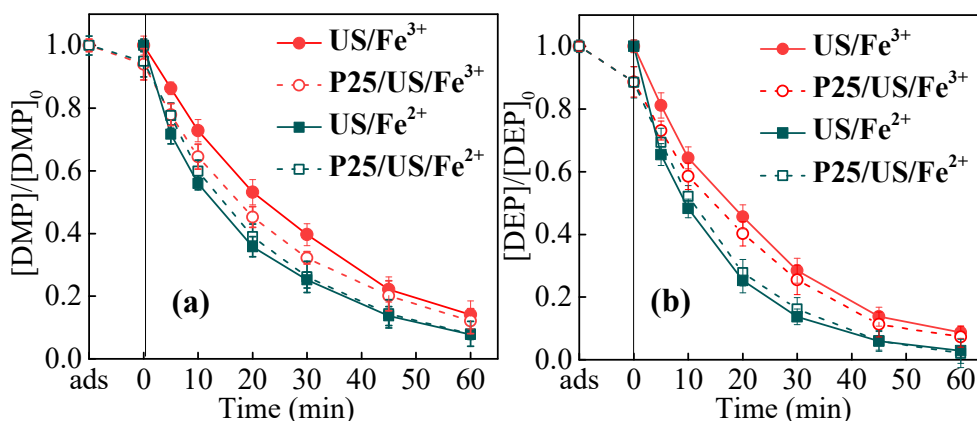 [DMP]/[DMP]₀
1.0
0.8
0.6
0.4
0.2
0.0
US/Fe³⁺
P25/US/Fe³⁺
US/Fe²⁺
P25/US/Fe²⁺
(a)
ads 0 10 20 30 40 50 60
Time (min)
[DEP]/[DEP]₀
1.0
0.8
0.6
0.4
0.2
0.0
US/Fe³⁺
P25/US/Fe³⁺
US/Fe²⁺
P25/US/Fe²⁺
(b)
ads 0 10 20 30 40 50 60
Time (min)